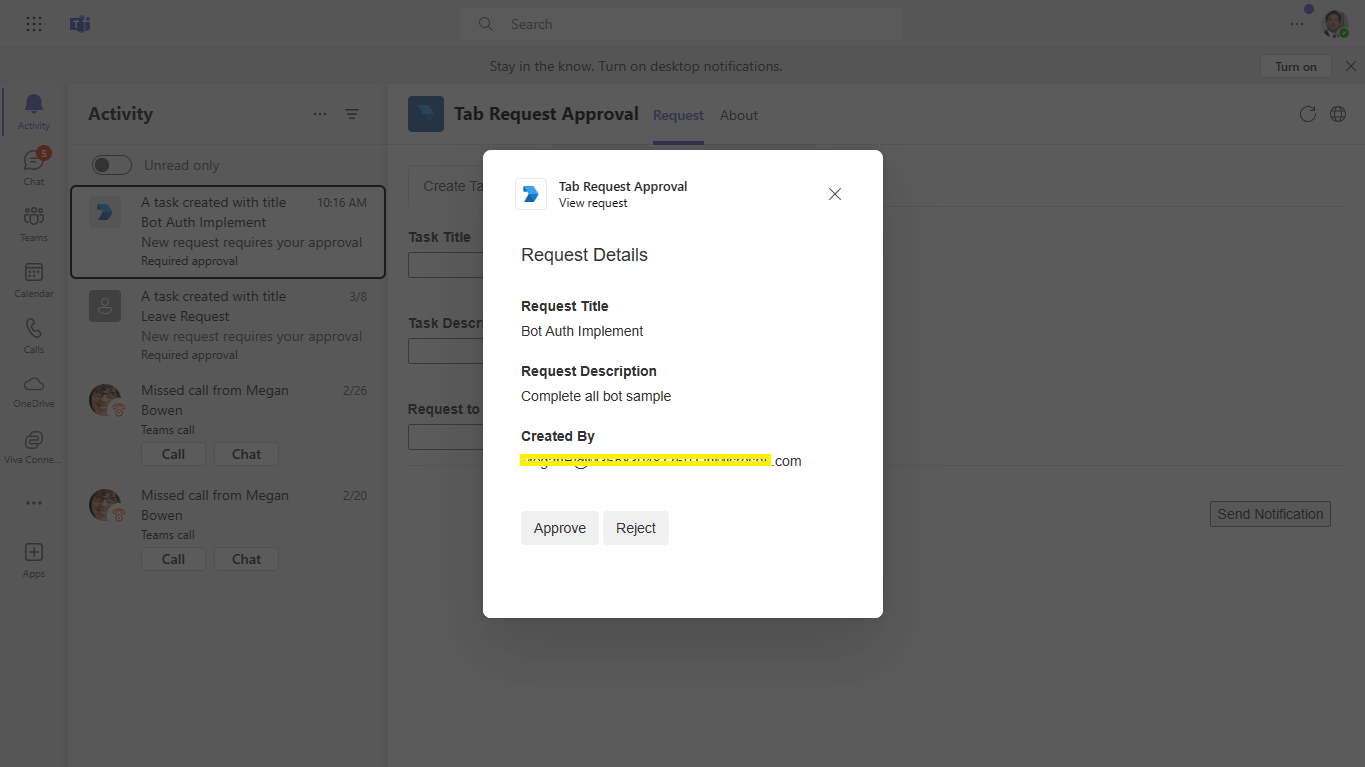 Search
Stay in the know. Turn on desktop notifications.
Turn on
Activity
Chat
5
Teams
Calendar
Calls
OneDrive
Viva Conne...
Apps
Activity
Unread only
A task created with title
10:16 AM
Bot Auth Implement
New request requires your approval
Required approval
A task created with title
3/8
Leave Request
New request requires your approval
Required approval
Missed call from Megan
2/26
Bowen
Teams call
Call
Chat
Missed call from Megan
2/20
Bowen
Teams call
Call
Chat
Tab Request Approval
Request
About
Create Ta
Task Title
Task Descri
Request to
Send Notification
Tab Request Approval
View request
Request Details
Request Title
Bot Auth Implement
Request Description
Complete all bot sample
Created By
.com
Approve
Reject